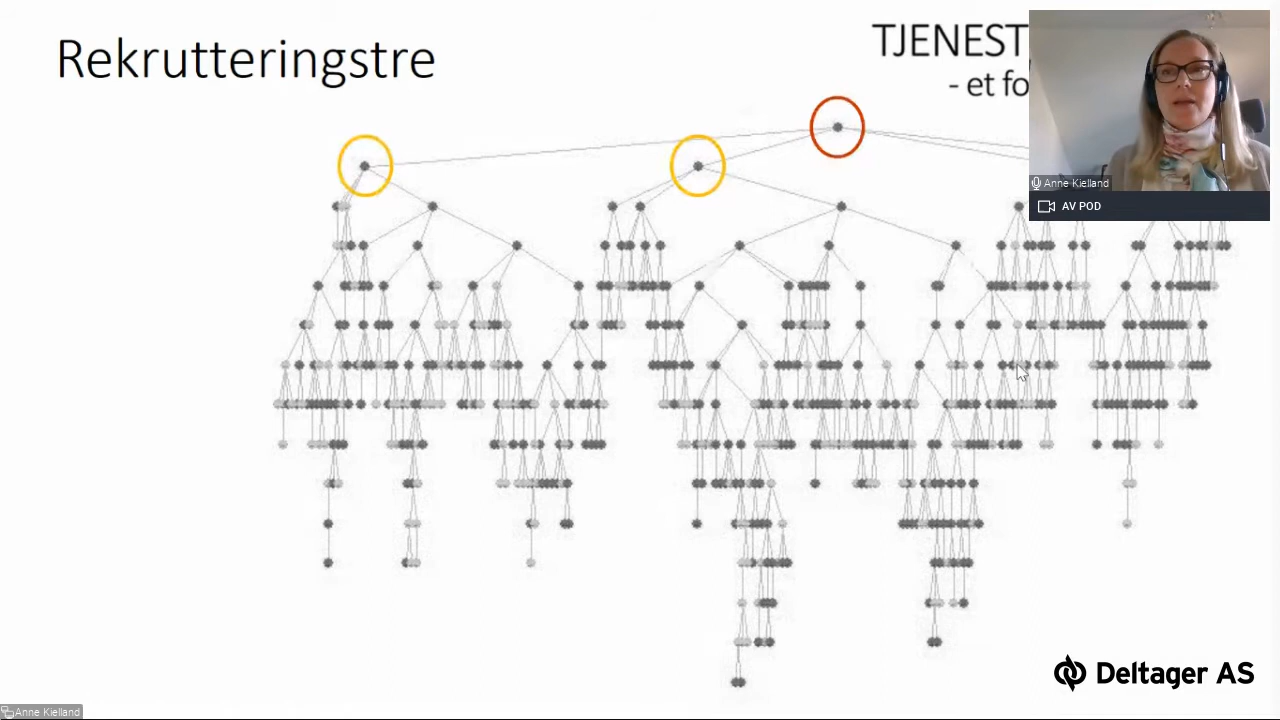 Rekrutteringstre
TJENEST
- et fo
Anne Kielland
AV POD
Deltager AS
Anne Kielland